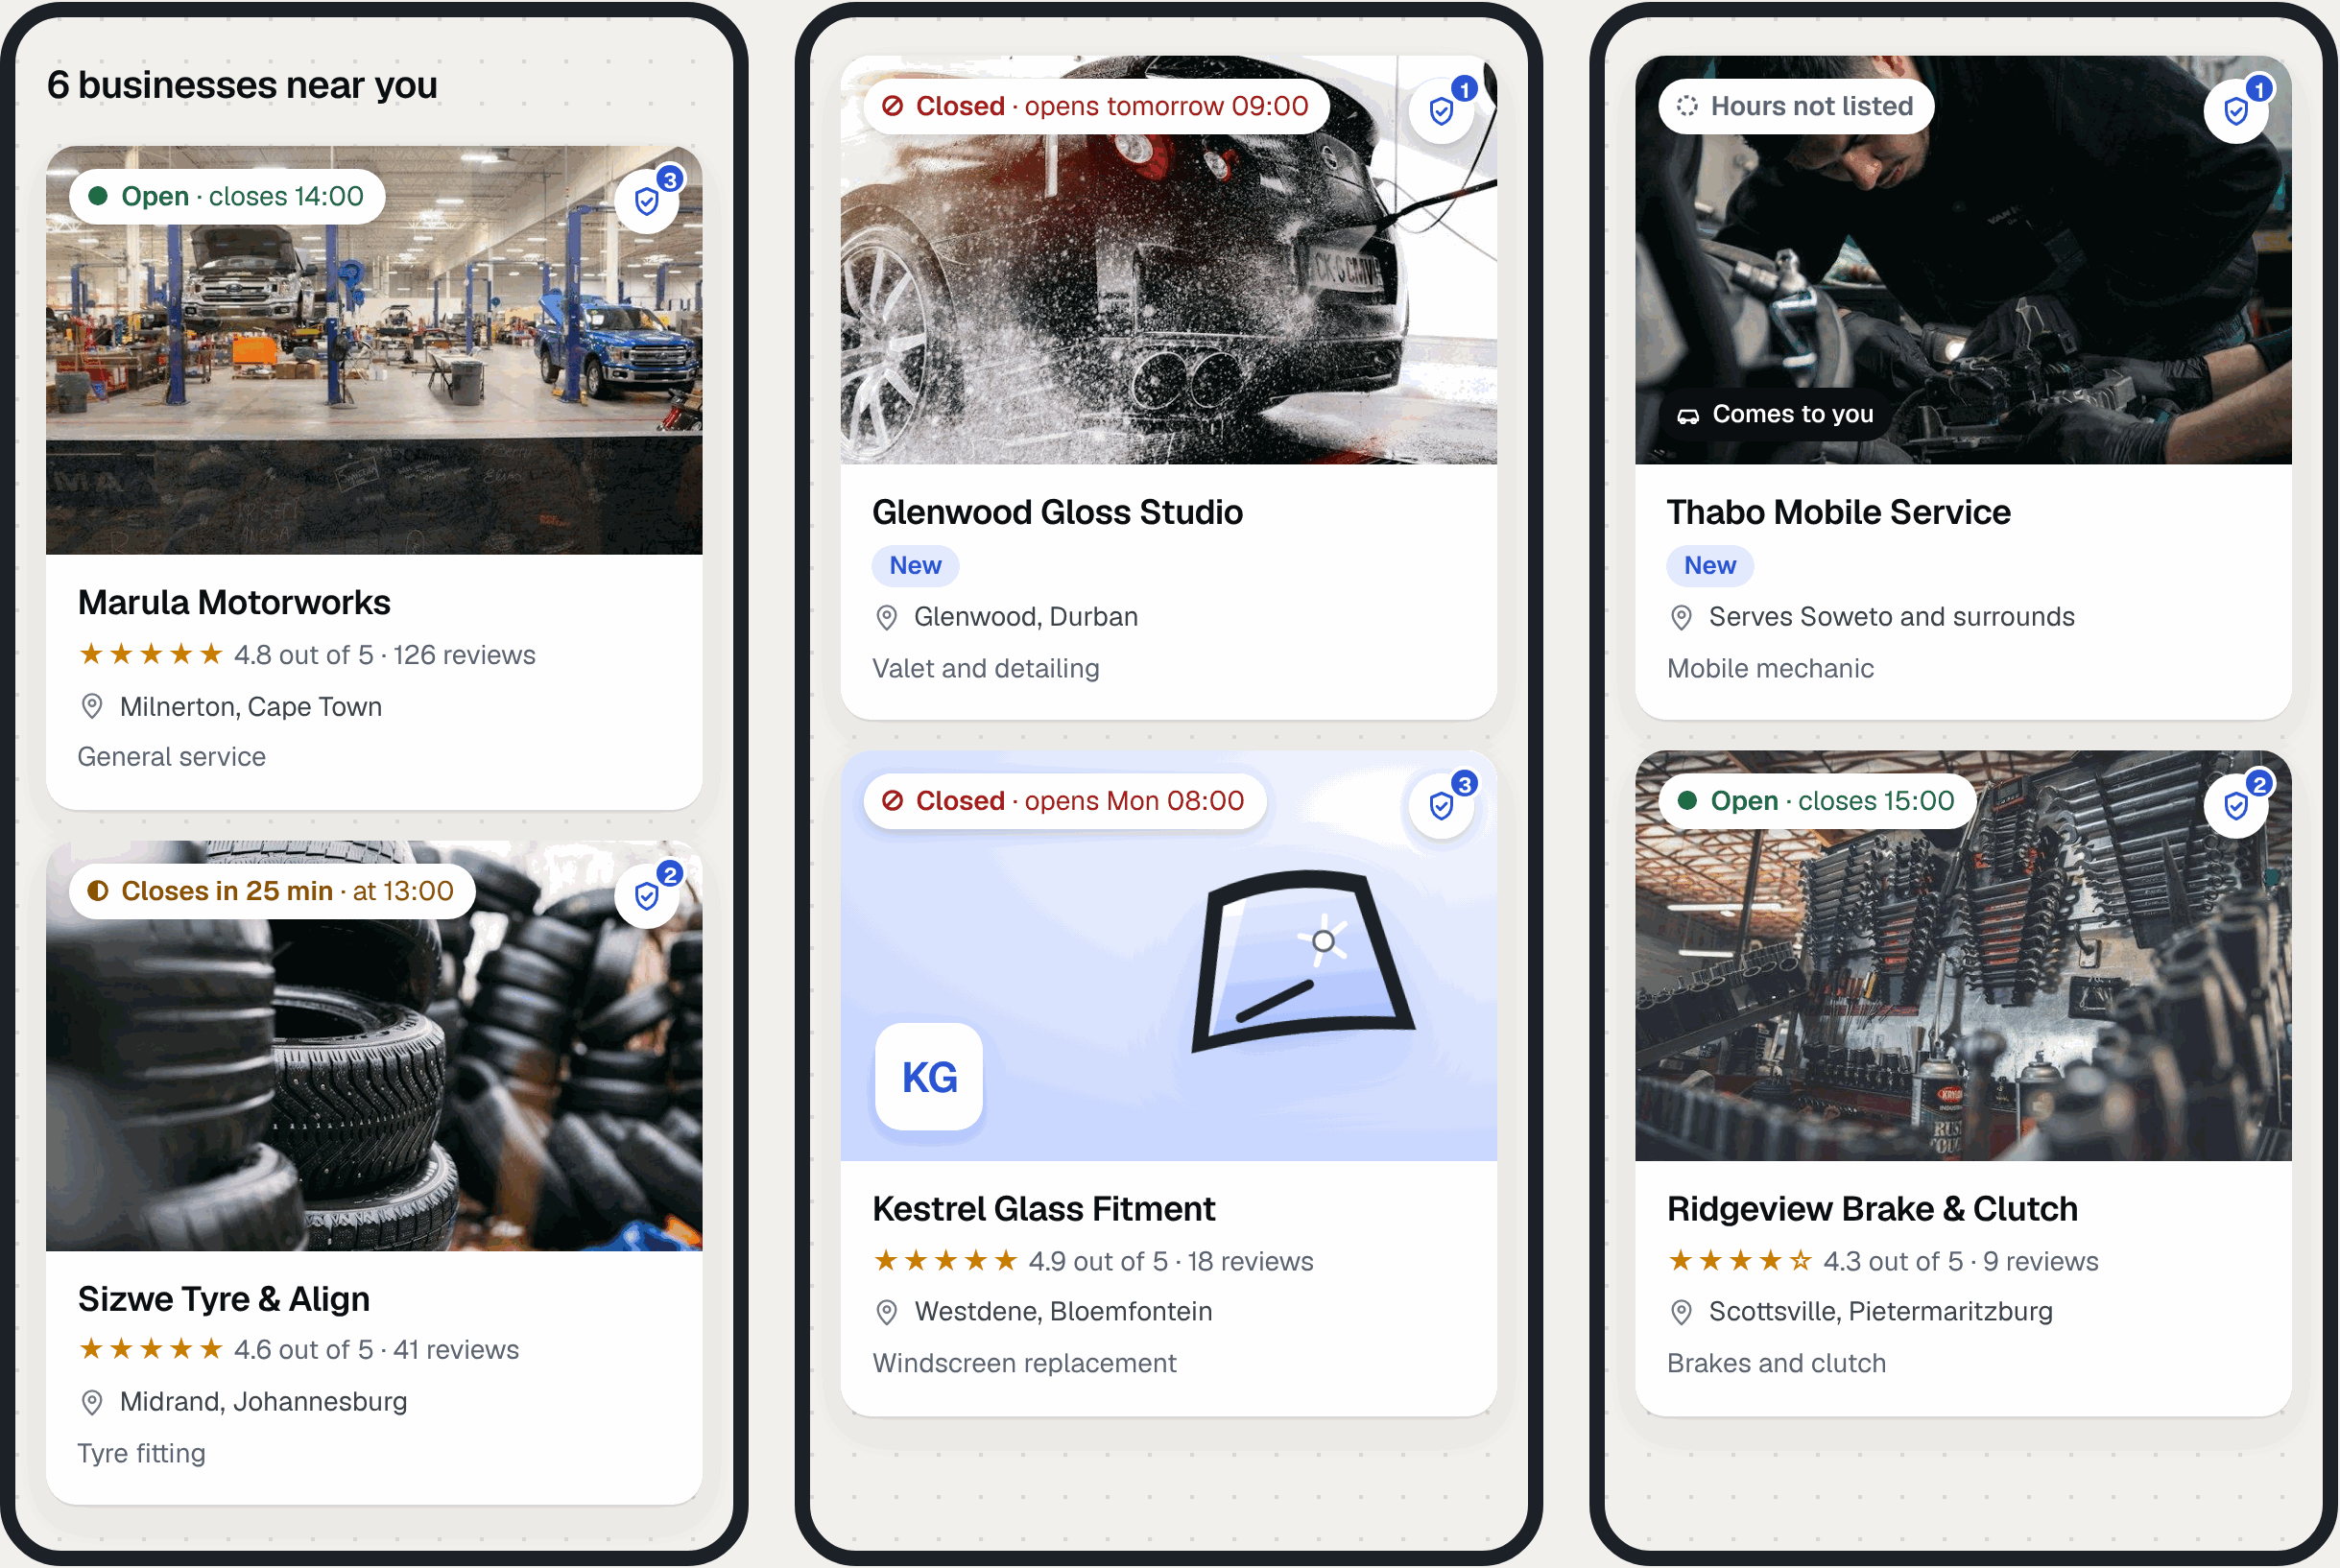 6 businesses near you
Open · closes 14:00
3
Marula Motorworks
4.8 out of 5 · 126 reviews
Milnerton, Cape Town
General service
Closes in 25 min · at 13:00
2
Sizwe Tyre & Align
4.6 out of 5 · 41 reviews
Midrand, Johannesburg
Tyre fitting
Closed · opens tomorrow 09:00
1
Glenwood Gloss Studio
New
Glenwood, Durban
Valet and detailing
Closed · opens Mon 08:00
3
KG
Kestrel Glass Fitment
4.9 out of 5 · 18 reviews
Westdene, Bloemfontein
Windscreen replacement
Hours not listed
1
Comes to you
Thabo Mobile Service
New
Serves Soweto and surrounds
Mobile mechanic
Open · closes 15:00
2
Ridgeview Brake & Clutch
4.3 out of 5 · 9 reviews
Scottsville, Pietermaritzburg
Brakes and clutch